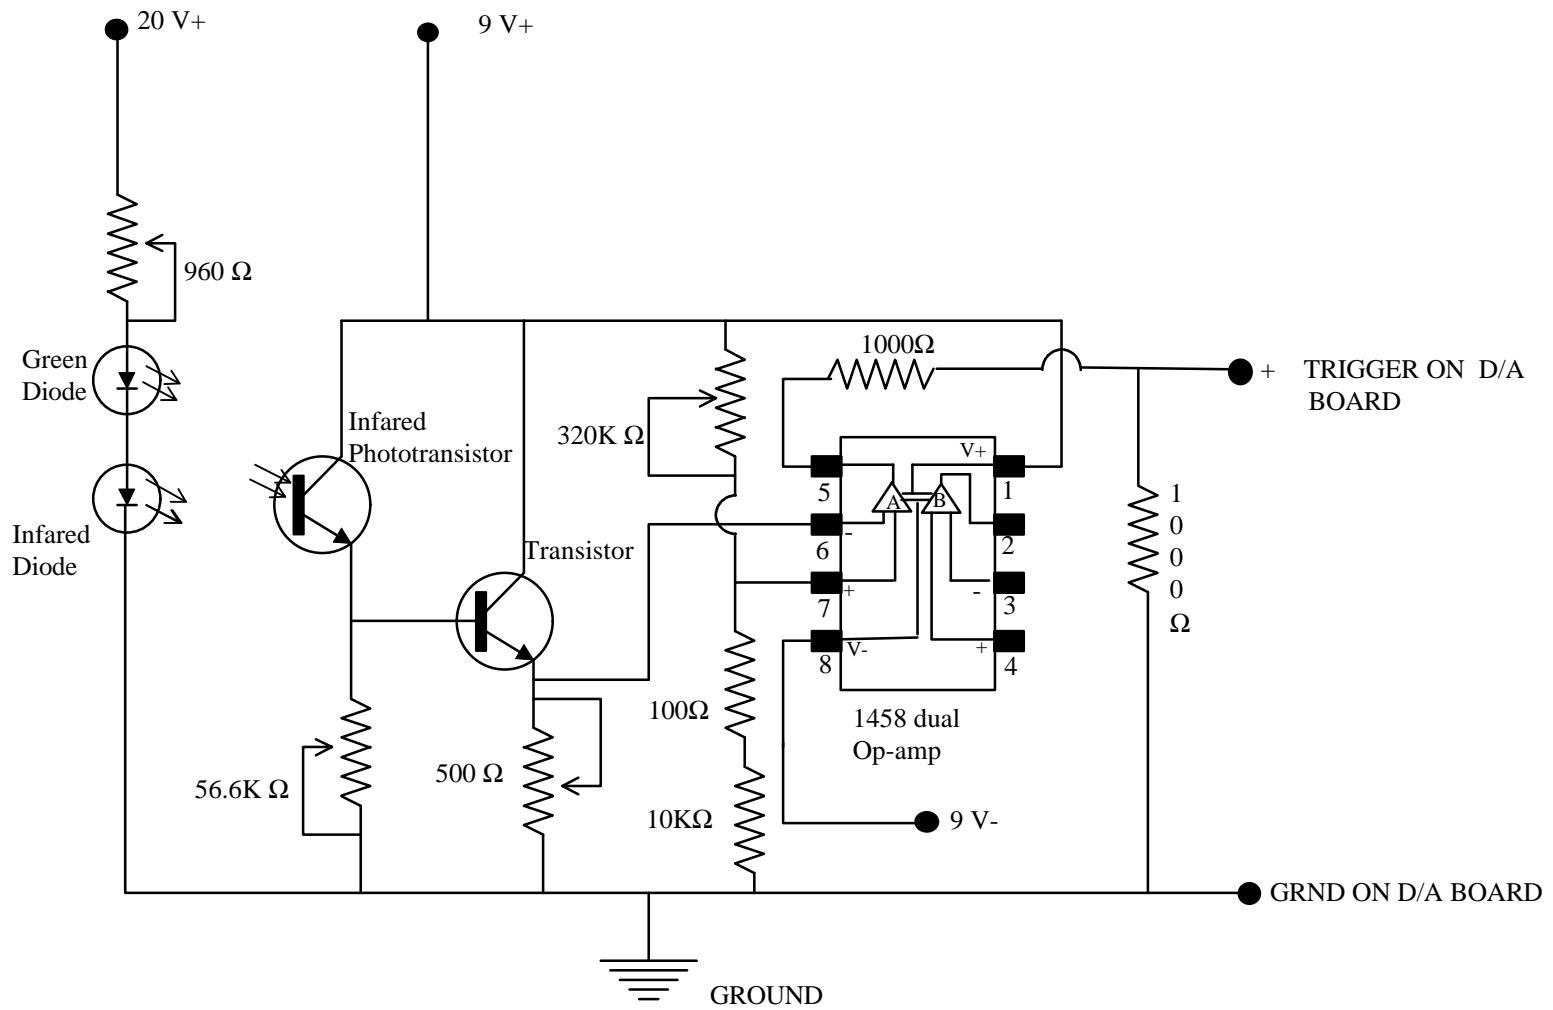 20 V+
9 V+
960 Ω
Green
Diode
Infared
Diode
Infared
Phototransistor
Transistor
56.6K Ω
500 Ω
320K Ω
100Ω
10KΩ
1000Ω
V+
A
B
5
1
-
6
2
+
7
-
3
V-
8
+
4
1458 dual
Op-amp
9 V-
+ TRIGGER ON D/A
BOARD
1
0
0
0
Ω
GRND ON D/A BOARD
GROUND